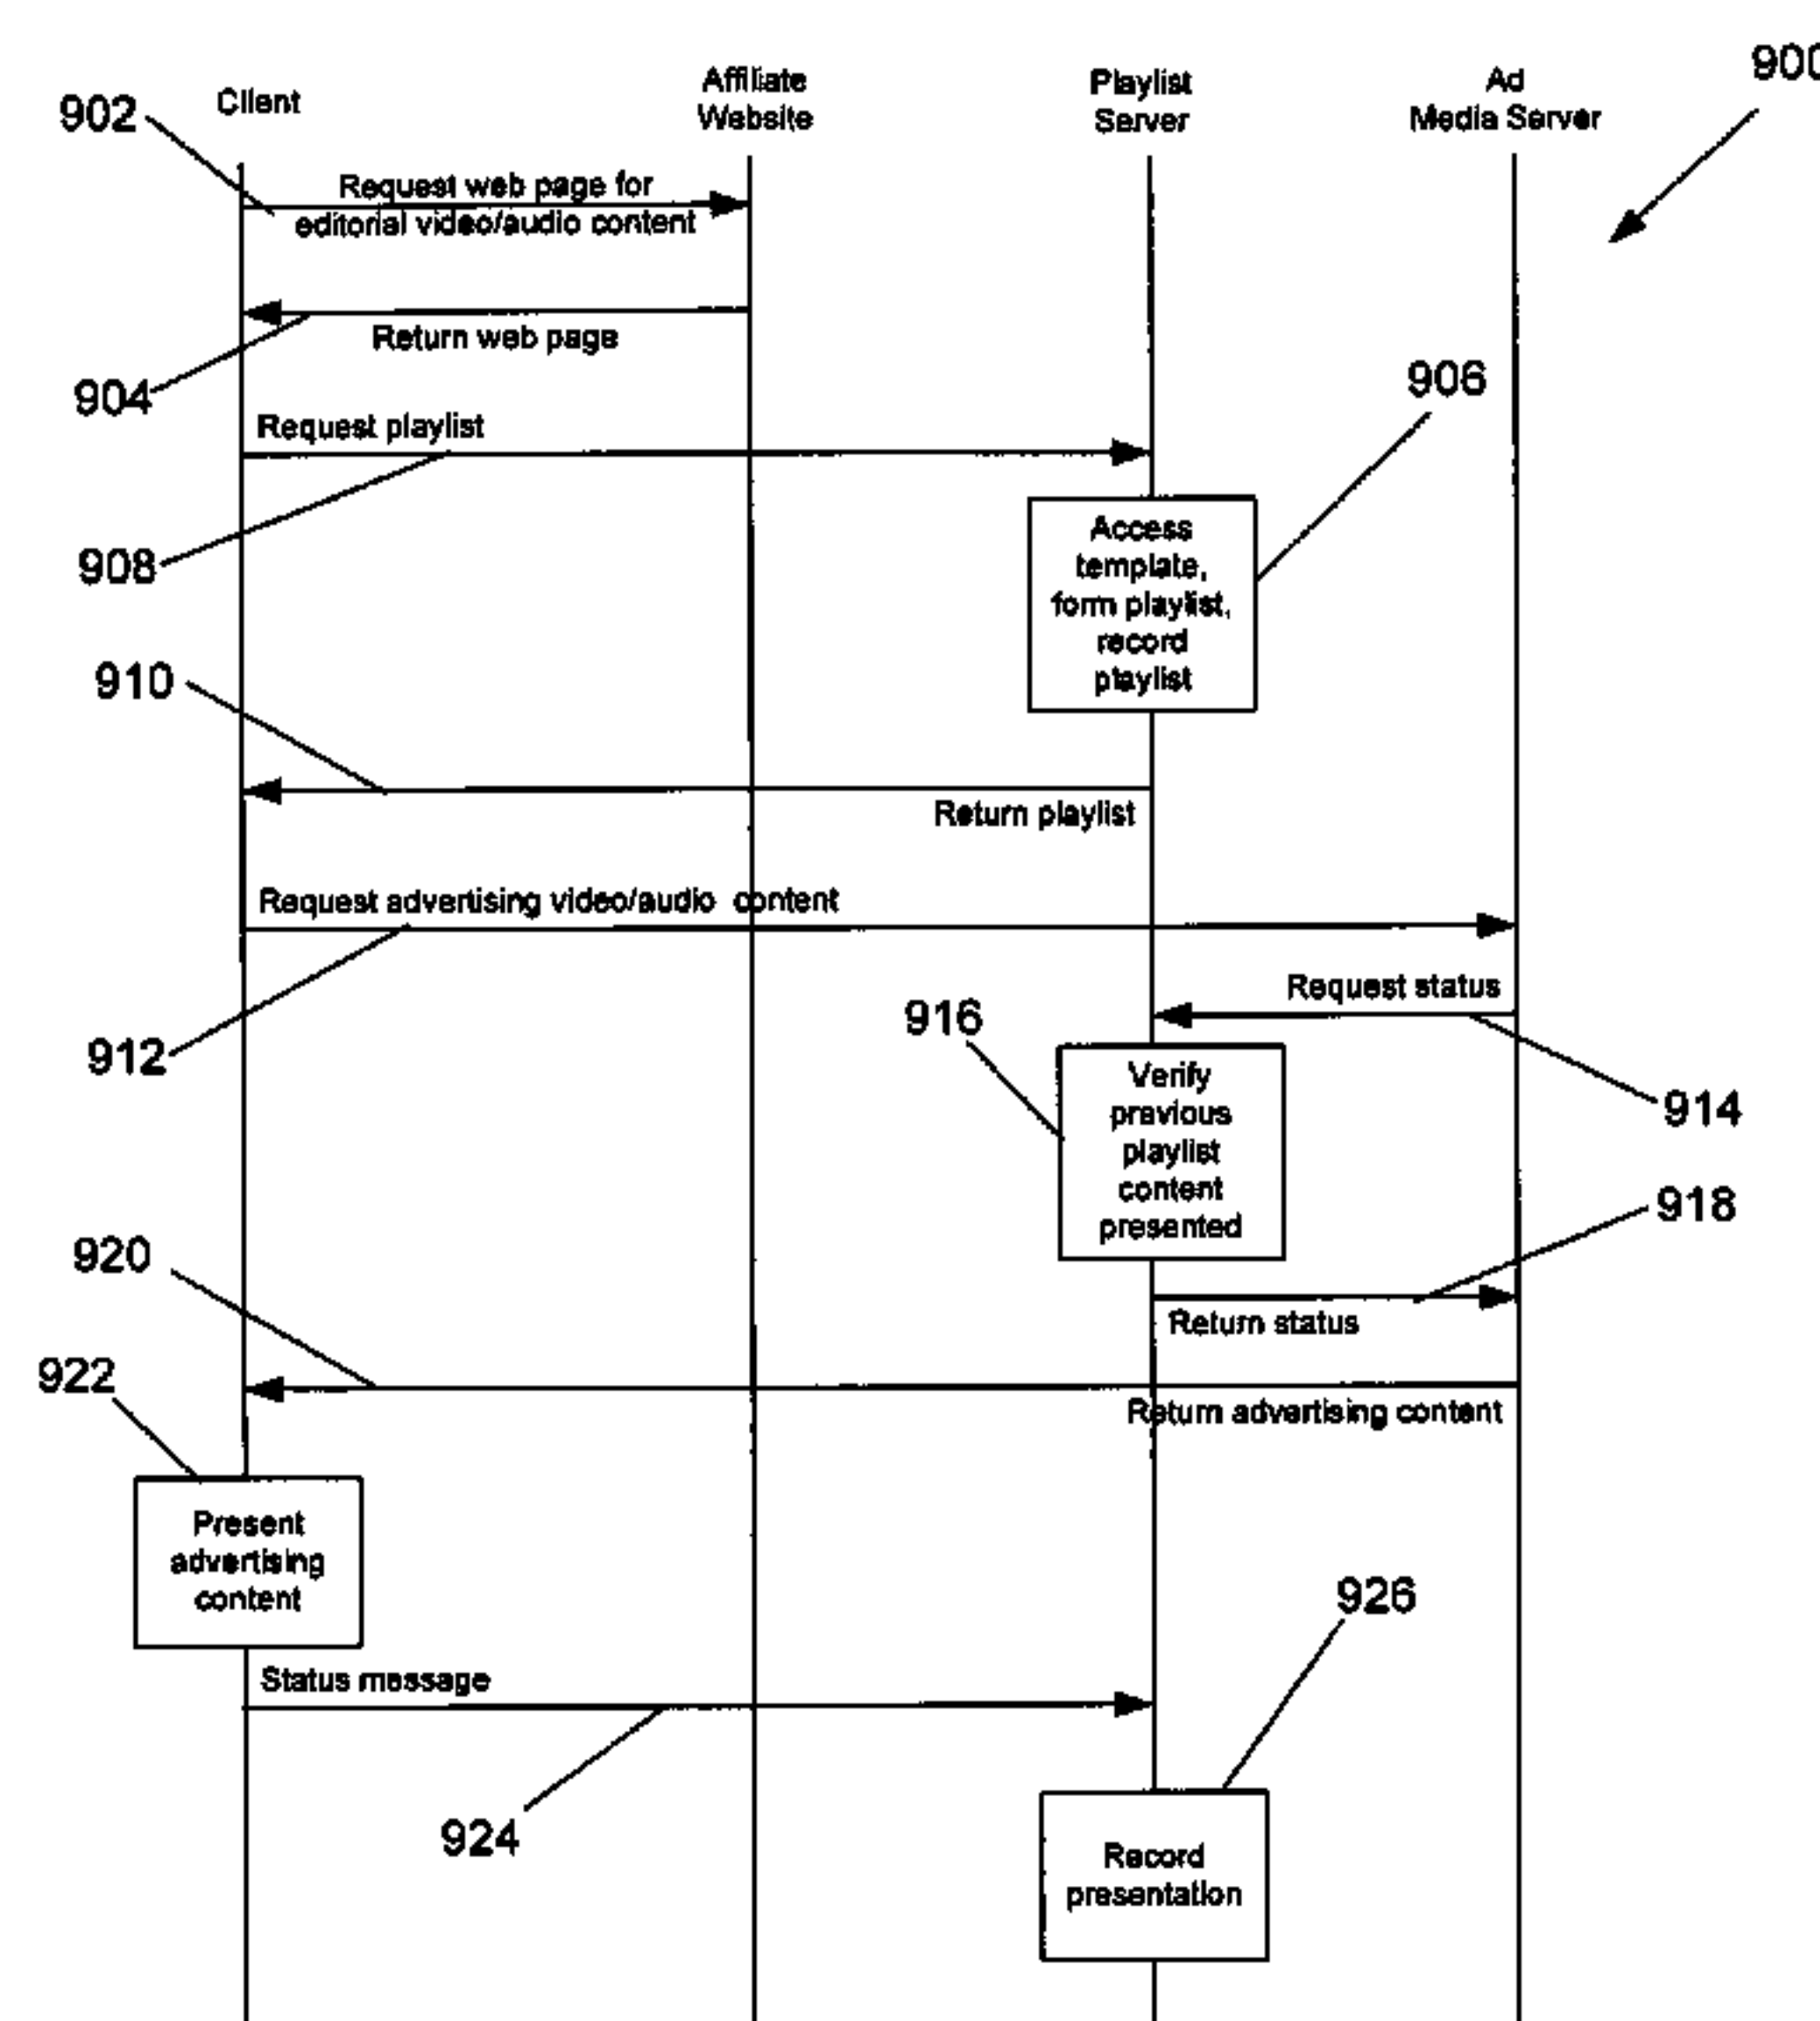 900
902
Client
Affiliate
Website
Playlist
Server
Ad
Media Server
Request web page for
editorial video/audio content
Return web page
904
906
Request playlist
908
Access
template,
form playlist,
record
playlist
910
Return playlist
Request advertising video/audio content
912
Request status
914
916
Verify
previous
playlist
content
presented
918
Return status
920
Return advertising content
922
Present
advertising
content
926
Status message
924
Record
presentation